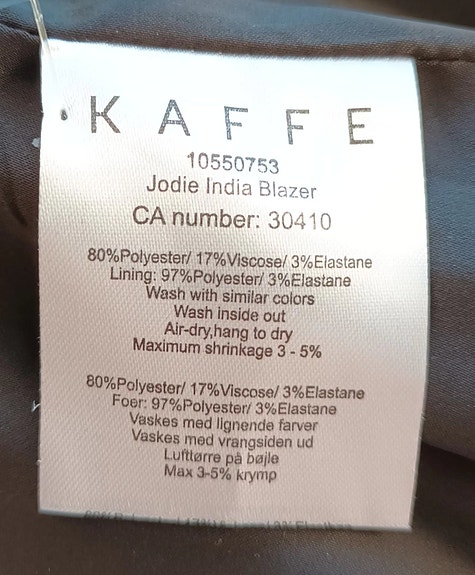 KAFFE
10550753
Jodie India Blazer
CA number: 30410
80%Polyester/ 17%Viscose/ 3%Elastane
Lining: 97%Polyester/ 3%Elastane
Wash with similar colors
Wash inside out
Air-dry,hang to dry
Maximum shrinkage 3 - 5%
80%Polyester/ 17%Viscose/ 3%Elastane
Foer: 97%Polyester/ 3%Elastane
Vaskes med lignende farver
Vaskes med vrangsiden ud
Lufttørre på bøjle
Max 3-5% krymp